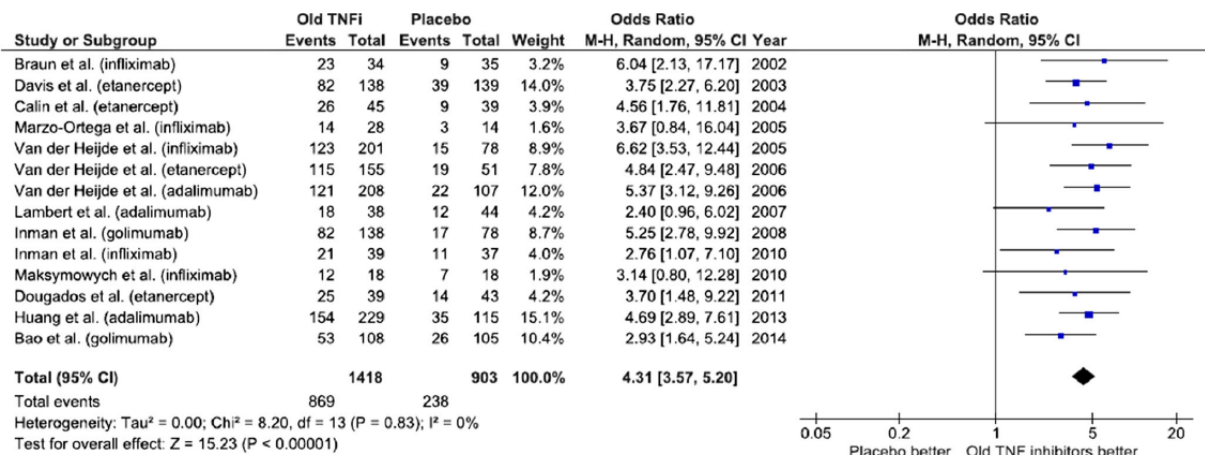 Old TNFi Placebo Odds Ratio Odds Ratio
Study or Subgroup Events Total Events Total Weight M-H, Random, 95% CI Year M-H, Random, 95% CI
Braun et al. (infliximab) 23 34 9 35 3.2% 6.04 [2.13, 17.17] 2002
Davis et al. (etanercept) 82 138 39 139 14.0% 3.75 [2.27, 6.20] 2003
Calin et al. (etanercept) 26 45 9 39 3.9% 4.56 [1.76, 11.81] 2004
Marzo-Ortega et al. (infliximab) 14 28 3 14 1.6% 3.67 [0.84, 16.04] 2005
Van der Heijde et al. (infliximab) 123 201 15 78 8.9% 6.62 [3.53, 12.44] 2005
Van der Heijde et al. (etanercept) 115 155 19 51 7.8% 4.84 [2.47, 9.48] 2006
Van der Heijde et al. (adalimumab) 121 208 22 107 12.0% 5.37 [3.12, 9.26] 2006
Lambert et al. (adalimumab) 18 38 12 44 4.2% 2.40 [0.96, 6.02] 2007
Inman et al. (golimumab) 82 138 17 78 8.7% 5.25 [2.78, 9.92] 2008
Inman et al. (infliximab) 21 39 11 37 4.0% 2.76 [1.07, 7.10] 2010
Maksymowych et al. (infliximab) 12 18 7 18 1.9% 3.14 [0.80, 12.28] 2010
Dougados et al. (etanercept) 25 39 14 43 4.2% 3.70 [1.48, 9.22] 2011
Huang et al. (adalimumab) 154 229 35 115 15.1% 4.69 [2.89, 7.61] 2013
Bao et al. (golimumab) 53 108 26 105 10.4% 2.93 [1.64, 5.24] 2014
Total (95% CI) 1418 903 100.0% 4.31 [3.57, 5.20]
Total events 869 238
Heterogeneity: Tau² = 0.00; Chi² = 8.20, df = 13 (P = 0.83); I² = 0%
Test for overall effect: Z = 15.23 (P < 0.00001)
0.05 0.2 1 5 20
Placebo better Old TNF inhibitors better